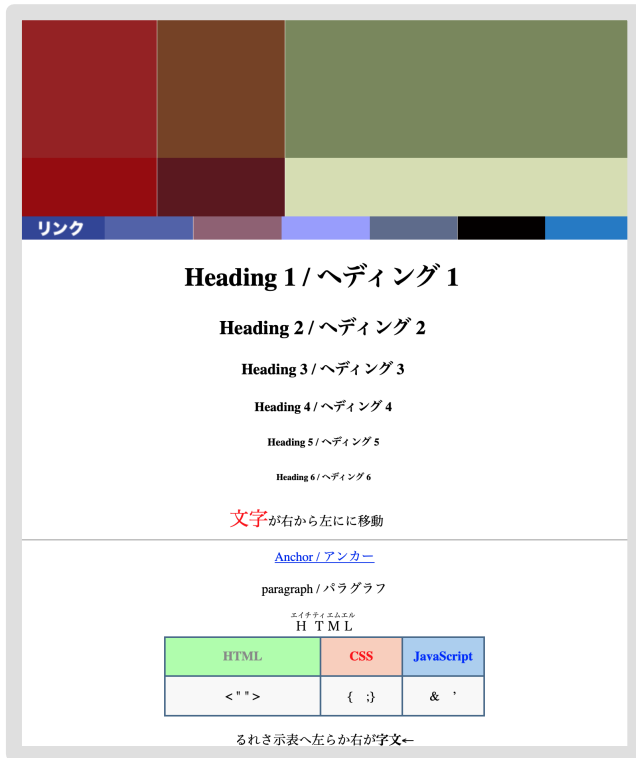 リンク
Heading 1 / ヘディング 1
Heading 2 / ヘディング 2
Heading 3 / ヘディング 3
Heading 4 / ヘディング 4
Heading 5 / ヘディング 5
Heading 6 / ヘディング 6
文字が右から左にに移動
Anchor / アンカー
paragraph / パラグラフ
エイチティエムエル
HTML
HTML CSS JavaScript
< " " > { ;} & ’
るれさ示表へ左らか右が字文←